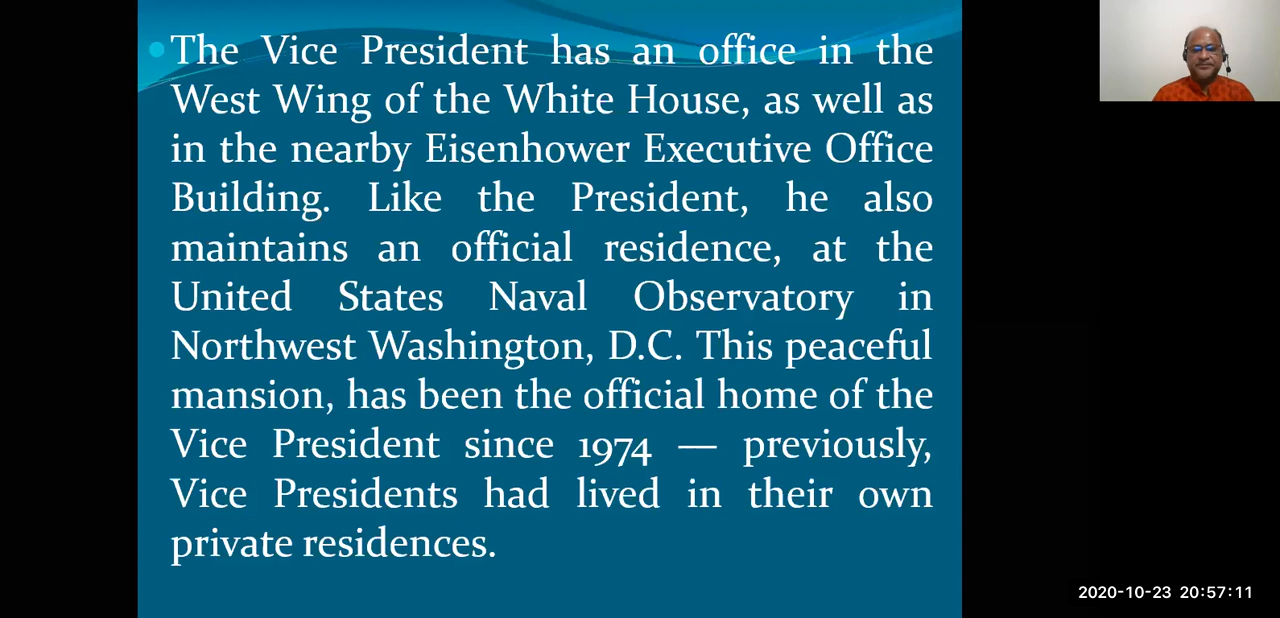 The Vice President has an office in the
West Wing of the White House, as well as
in the nearby Eisenhower Executive Office
Building. Like the President, he also
maintains an official residence, at the
United States Naval Observatory in
Northwest Washington, D.C. This peaceful
mansion, has been the official home of the
Vice President since 1974 — previously,
Vice Presidents had lived in their own
private residences.
2020-10-23 20:57:11